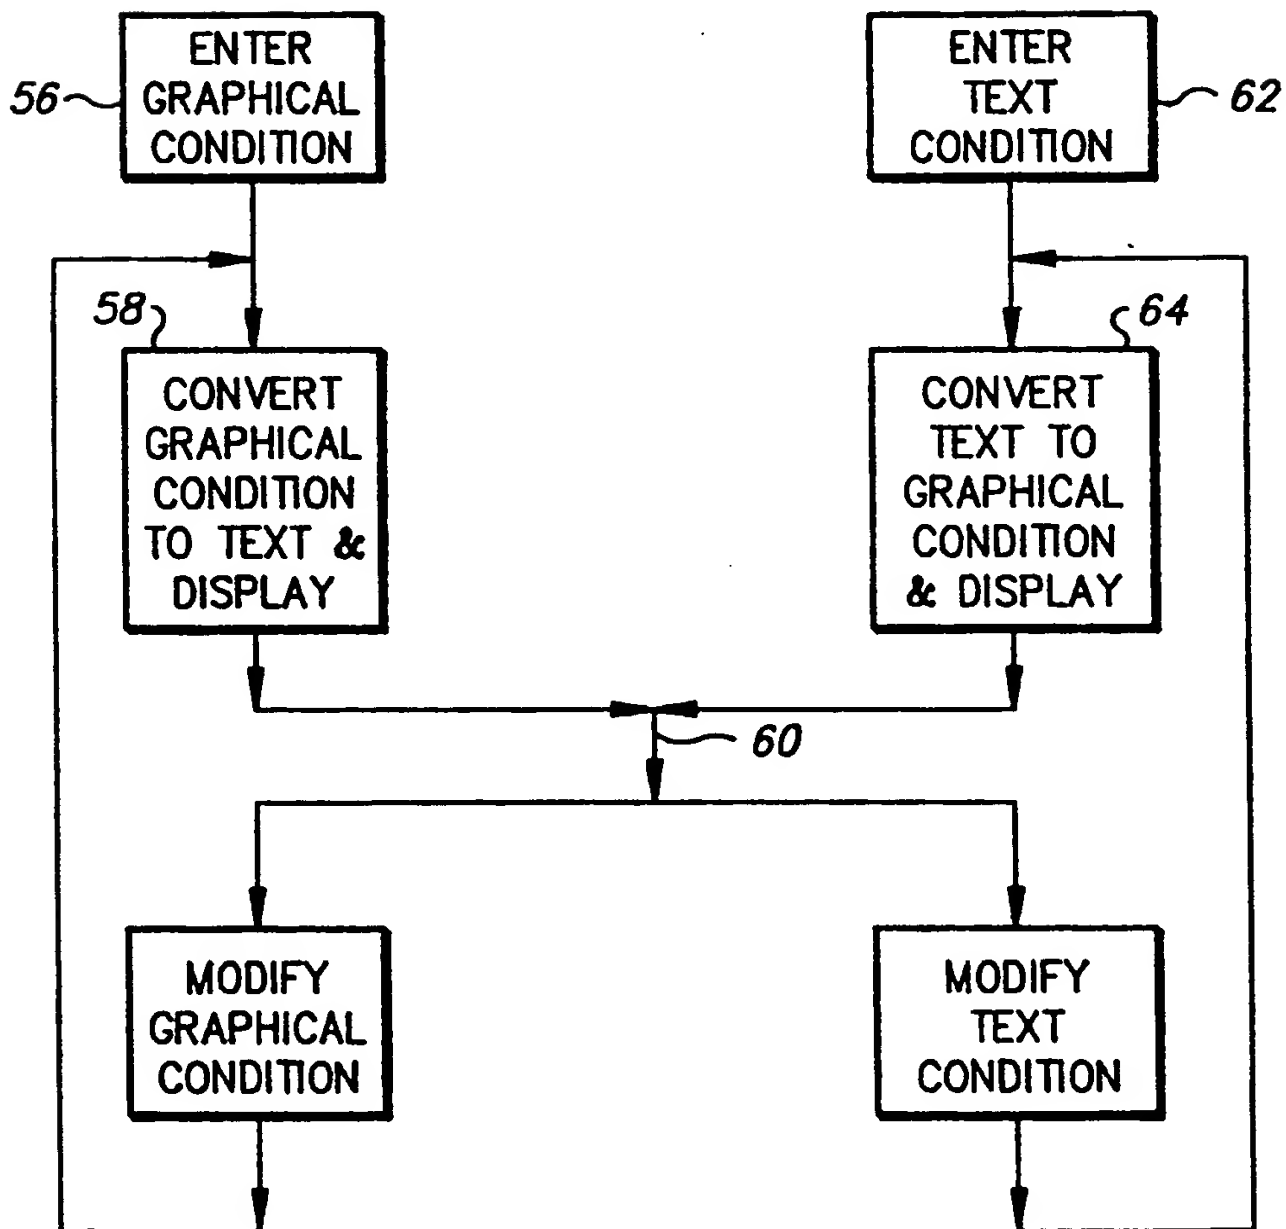 ENTER
GRAPHICAL
CONDITION
56
ENTER
TEXT
CONDITION
62
58
CONVERT
GRAPHICAL
CONDITION
TO TEXT &
DISPLAY
64
CONVERT
TEXT TO
GRAPHICAL
CONDITION
& DISPLAY
60
MODIFY
GRAPHICAL
CONDITION
MODIFY
TEXT
CONDITION